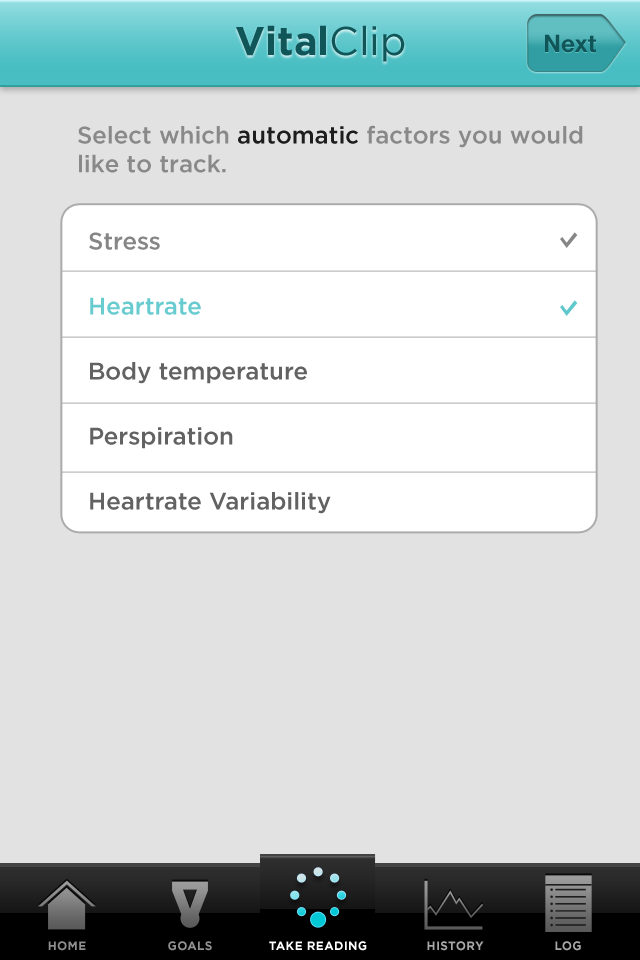 VitalClip
Next
Select which automatic factors you would
like to track.
Stress
Heartrate
Body temperature
Perspiration
Heartrate Variability
HOME
GOALS
TAKE READING
HISTORY
LOG